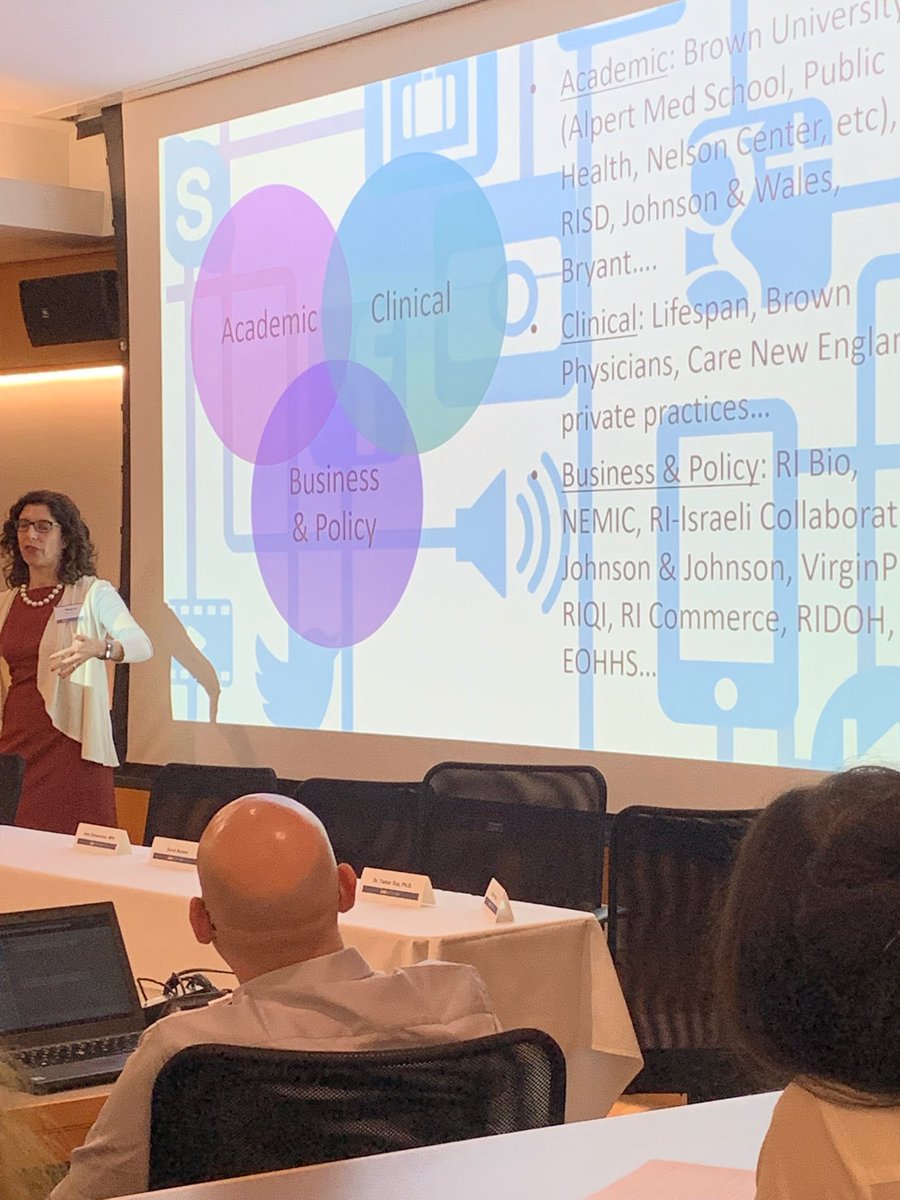 Academic
Clinical
Business
& Policy
• Academic: Brown University
(Alpert Med School, Public
Health, Nelson Center, etc),
RISD, Johnson & Wales,
Bryant....
• Clinical: Lifespan, Brown
Physicians, Care New Englan
private practices...
• Business & Policy: RI Bio,
NEMIC, RI-Israeli Collaborat
Johnson & Johnson, VirginP
RIQI, RI Commerce, RIDOH,
EOHHS...
S